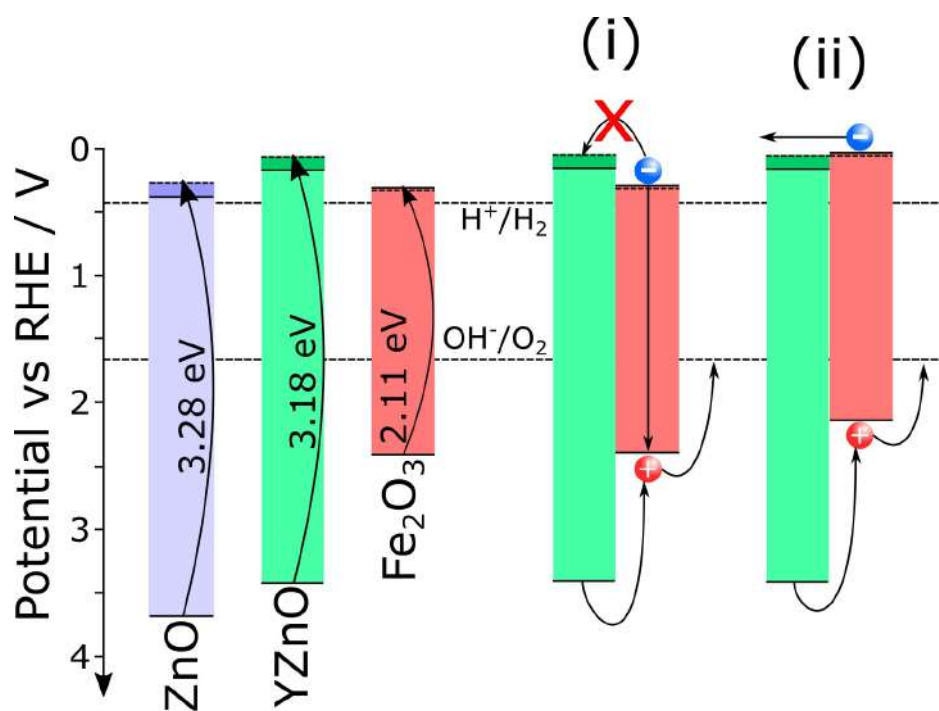 (i)
(ii)
Potential vs RHE / V
0
1
2
3
4
H⁺/H₂
OH⁻/O₂
3.28 eV
3.18 eV
2.11 eV
ZnO
YZnO
Fe₂O₃
X
−
−
+
+